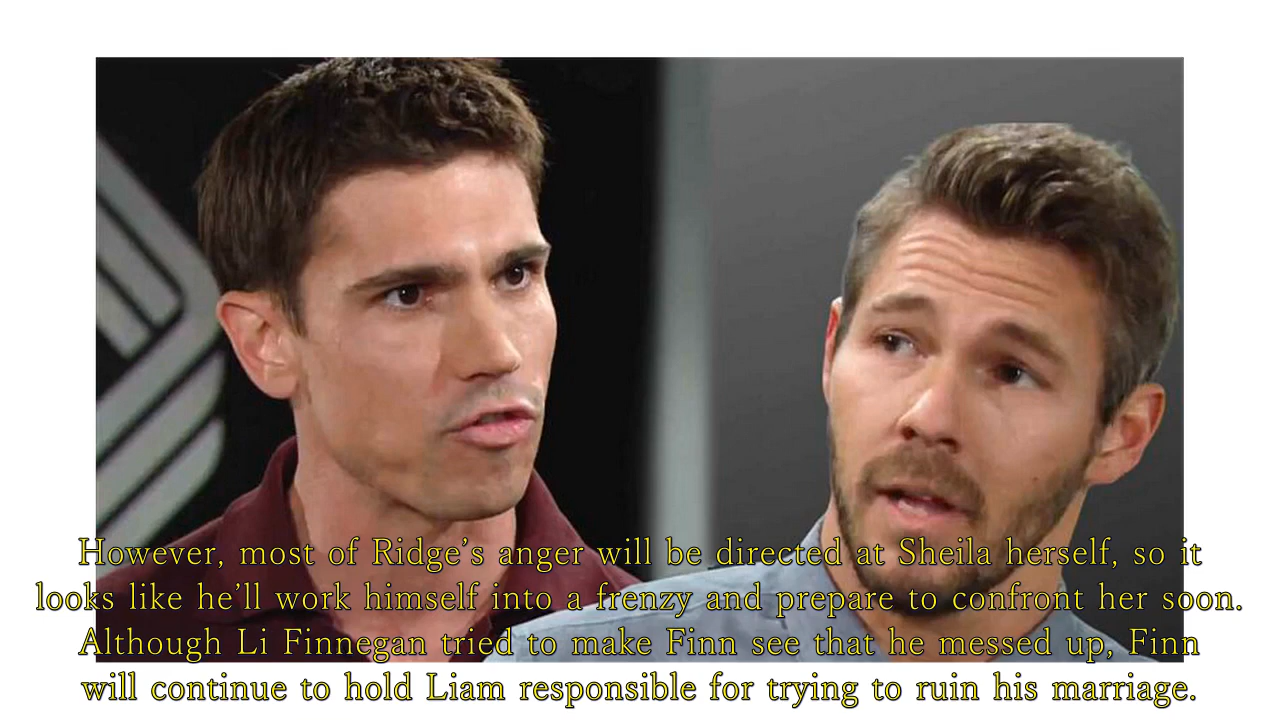 However, most of Ridge’s anger will be directed at Sheila herself, so it
looks like he’ll work himself into a frenzy and prepare to confront her soon.
Although Li Finnegan tried to make Finn see that he messed up, Finn
will continue to hold Liam responsible for trying to ruin his marriage.